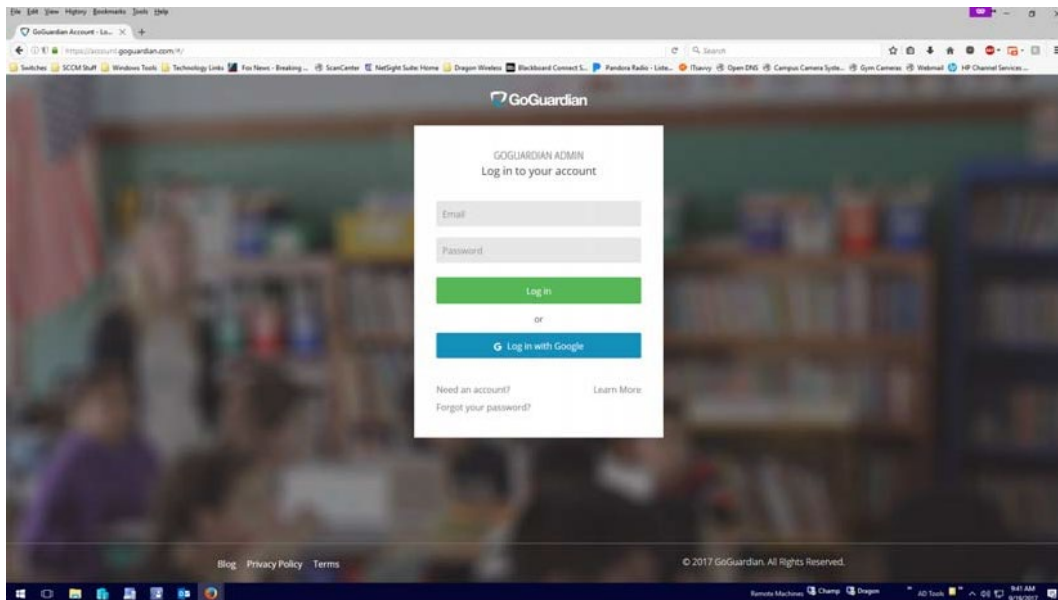 File Edit View History Bookmarks Tools Help
GoGuardian Account - Lo...
https://account.goguardian.com/#/
Search
Switches SCCM Stuff Windows Tools Technology Links Fox News - Breaking ... ScanCenter NetSight Suite: Home Dragon Wireless Blackboard Connect 5... Pandora Radio - Liste... Open DNS Campus Camera Syste... Gym Cameras Webmail HP Channel Services ...
GoGuardian
GOGUARDIAN ADMIN
Log in to your account
Email
Password
Log in
or
G Log in with Google
Need an account? Learn More
Forgot your password?
Blog Privacy Policy Terms © 2017 GoGuardian. All Rights Reserved.
Remote Machines Champ Dragon AD Tools 9:41 AM
9/19/2017